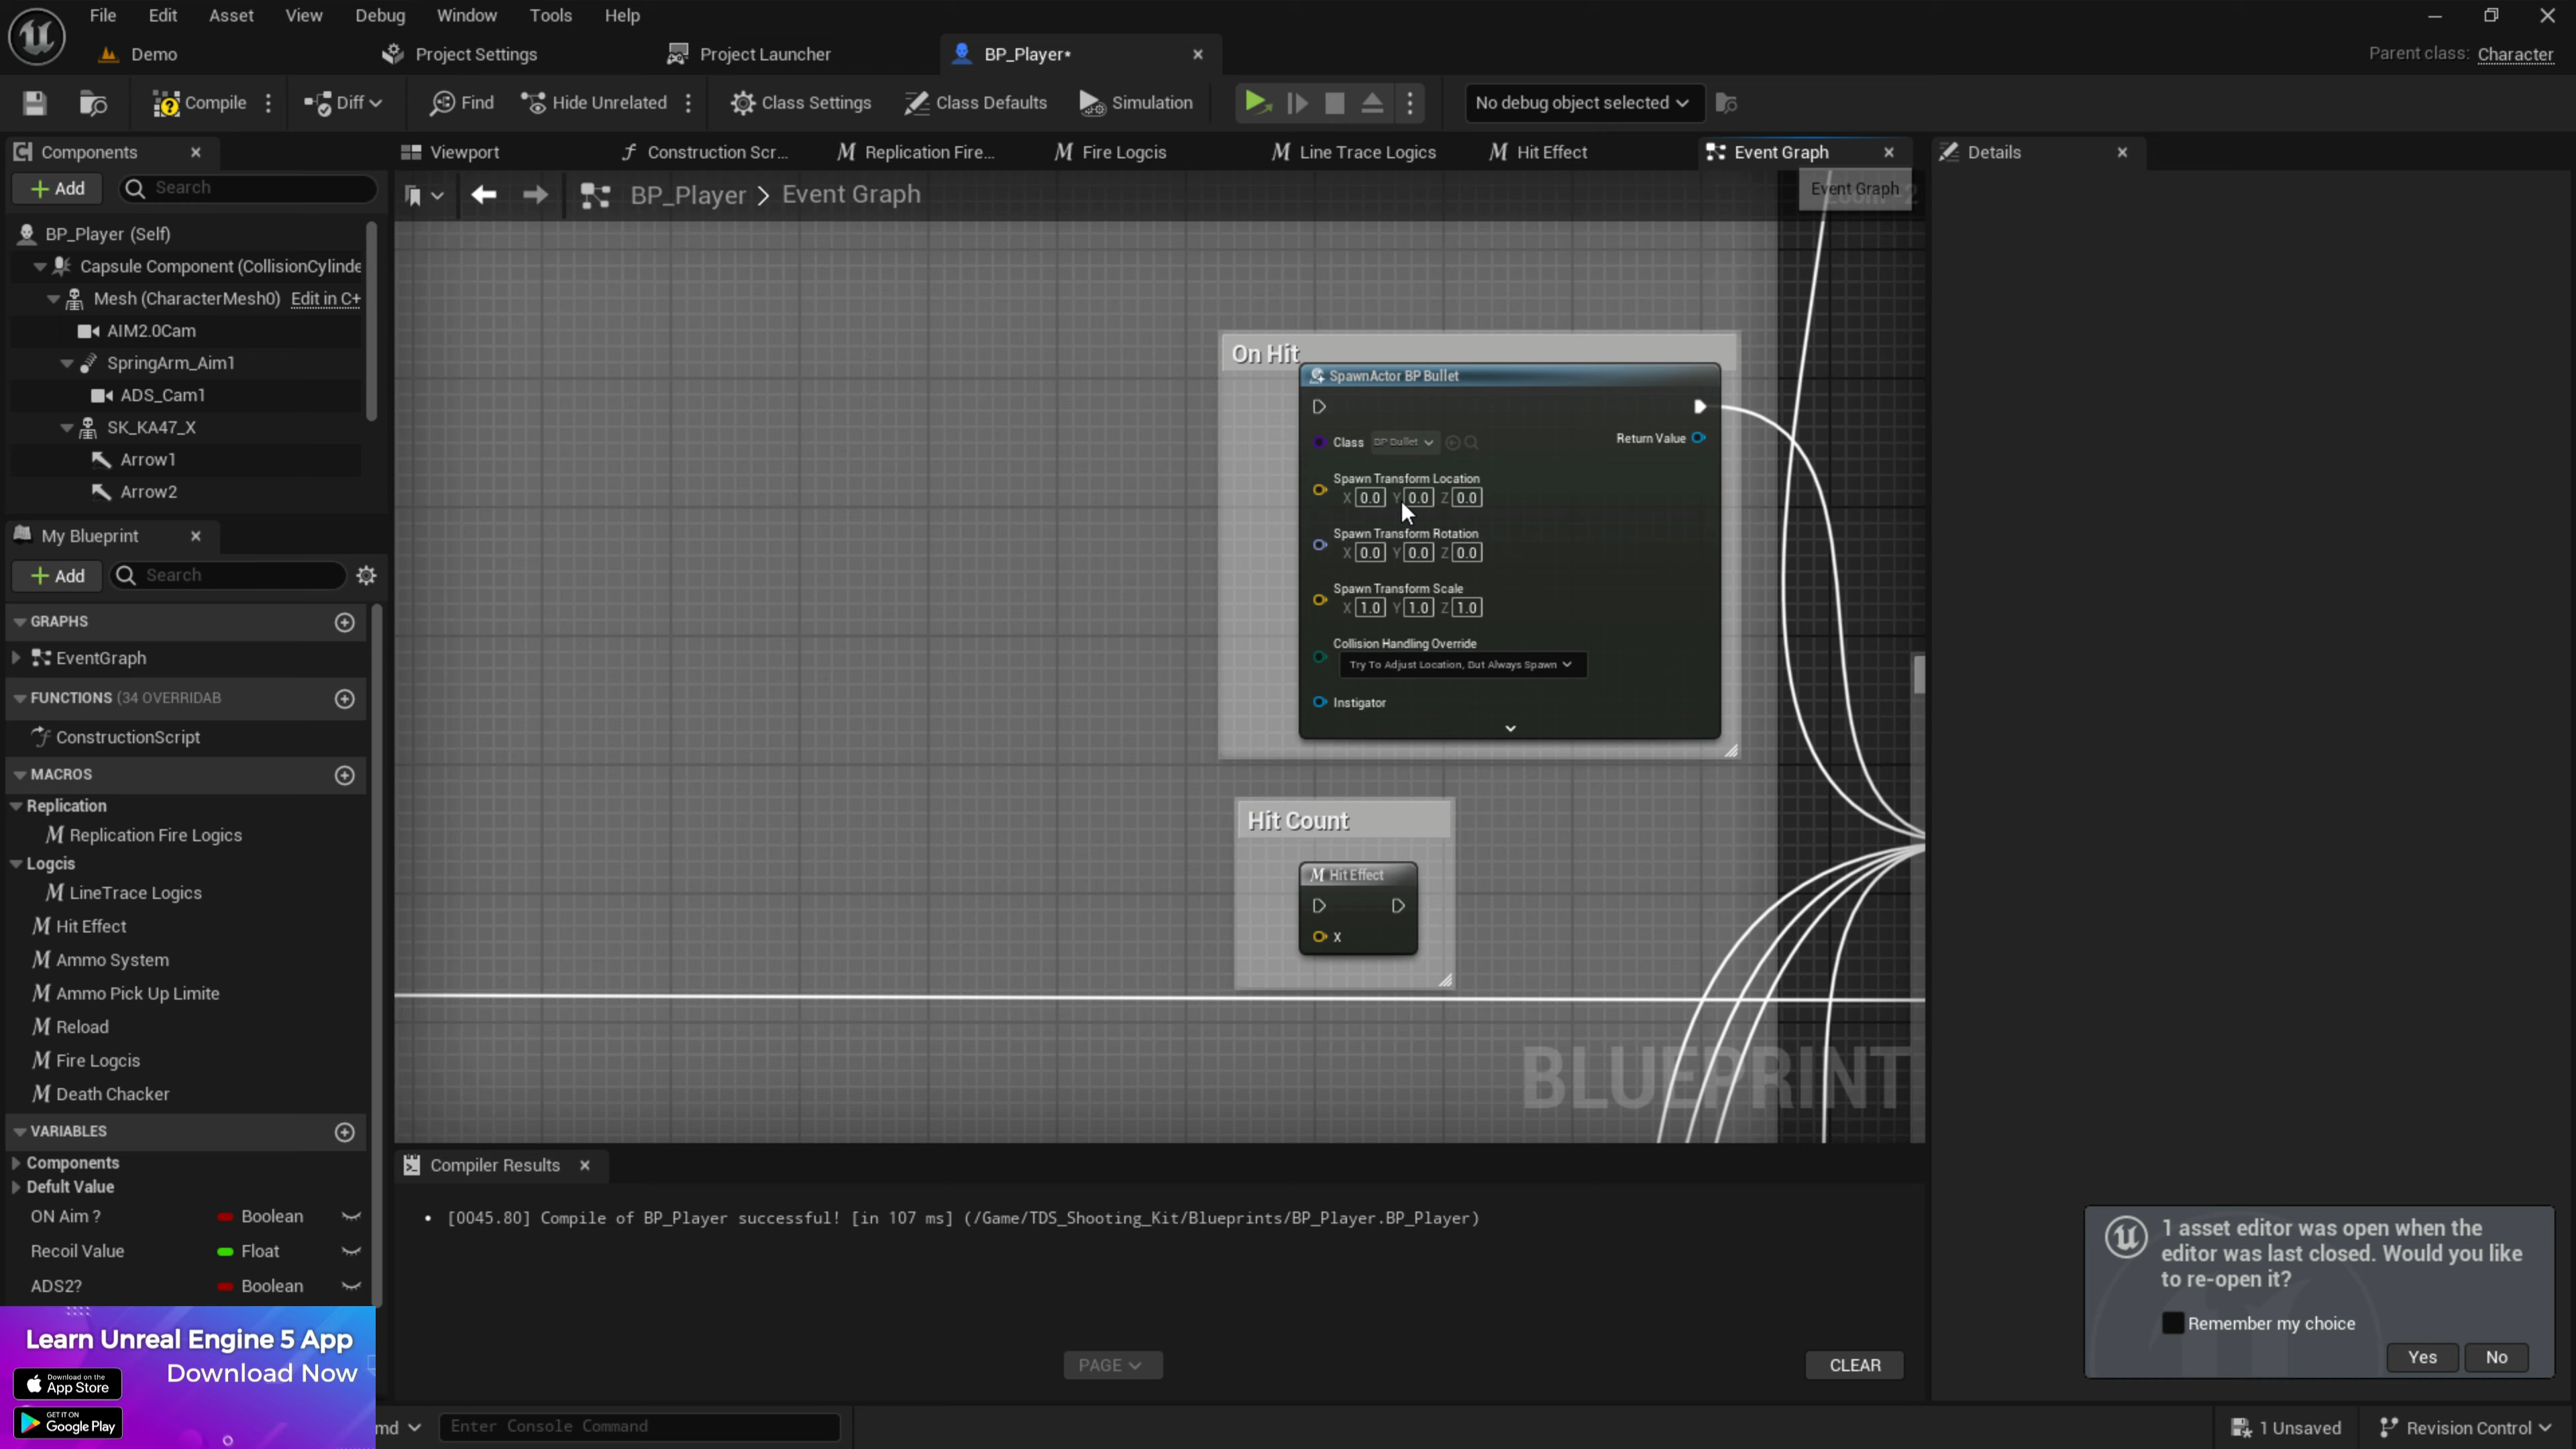 File Edit Asset View Debug Window Tools Help
Demo Project Settings Project Launcher BP_Player* Parent class: Character
Compile Diff Find Hide Unrelated Class Settings Class Defaults Simulation No debug object selected
Components
Add Search
BP_Player (Self)
Capsule Component (CollisionCylinde
Mesh (CharacterMesh0) Edit in C+
AIM2.0Cam
SpringArm_Aim1
ADS_Cam1
SK_KA47_X
Arrow1
Arrow2
My Blueprint
Add Search
GRAPHS
EventGraph
FUNCTIONS (34 OVERRIDAB
ConstructionScript
MACROS
Replication
Replication Fire Logics
Logcis
LineTrace Logics
Hit Effect
Ammo System
Ammo Pick Up Limite
Reload
Fire Logcis
Death Chacker
VARIABLES
Components
Defult Value
ON Aim ? Boolean
Recoil Value Float
ADS2? Boolean
Viewport Construction Scr... Replication Fire... Fire Logcis Line Trace Logics Hit Effect Event Graph
BP_Player > Event Graph
Event Graph
On Hit
SpawnActor BP Bullet
Class BP Bullet Return Value
Spawn Transform Location
X 0.0 Y 0.0 Z 0.0
Spawn Transform Rotation
X 0.0 Y 0.0 Z 0.0
Spawn Transform Scale
X 1.0 Y 1.0 Z 1.0
Collision Handling Override
Try To Adjust Location, But Always Spawn
Instigator
Hit Count
Hit Effect
X
BLUEPRINT
Compiler Results
• [0045.80] Compile of BP_Player successful! [in 107 ms] (/Game/TDS_Shooting_Kit/Blueprints/BP_Player.BP_Player)
PAGE CLEAR
Details
1 asset editor was open when the
editor was last closed. Would you like
to re-open it?
Remember my choice
Yes No
Learn Unreal Engine 5 App
Download Now
Download on the
App Store
GET IT ON
Google Play
md Enter Console Command
1 Unsaved Revision Control